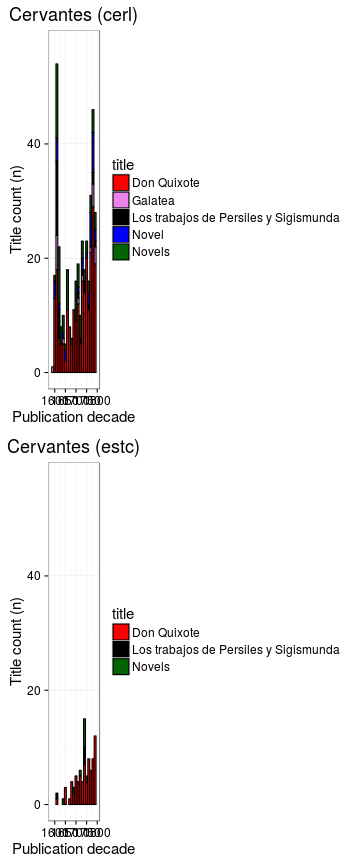 Cervantes (cerl)
Title count (n)
40
20
0
title
Don Quixote
Galatea
Los trabajos de Persiles y Sigismunda
Novel
Novels
Publication decade
Cervantes (estc)
Title count (n)
40
20
0
title
Don Quixote
Los trabajos de Persiles y Sigismunda
Novels
Publication decade